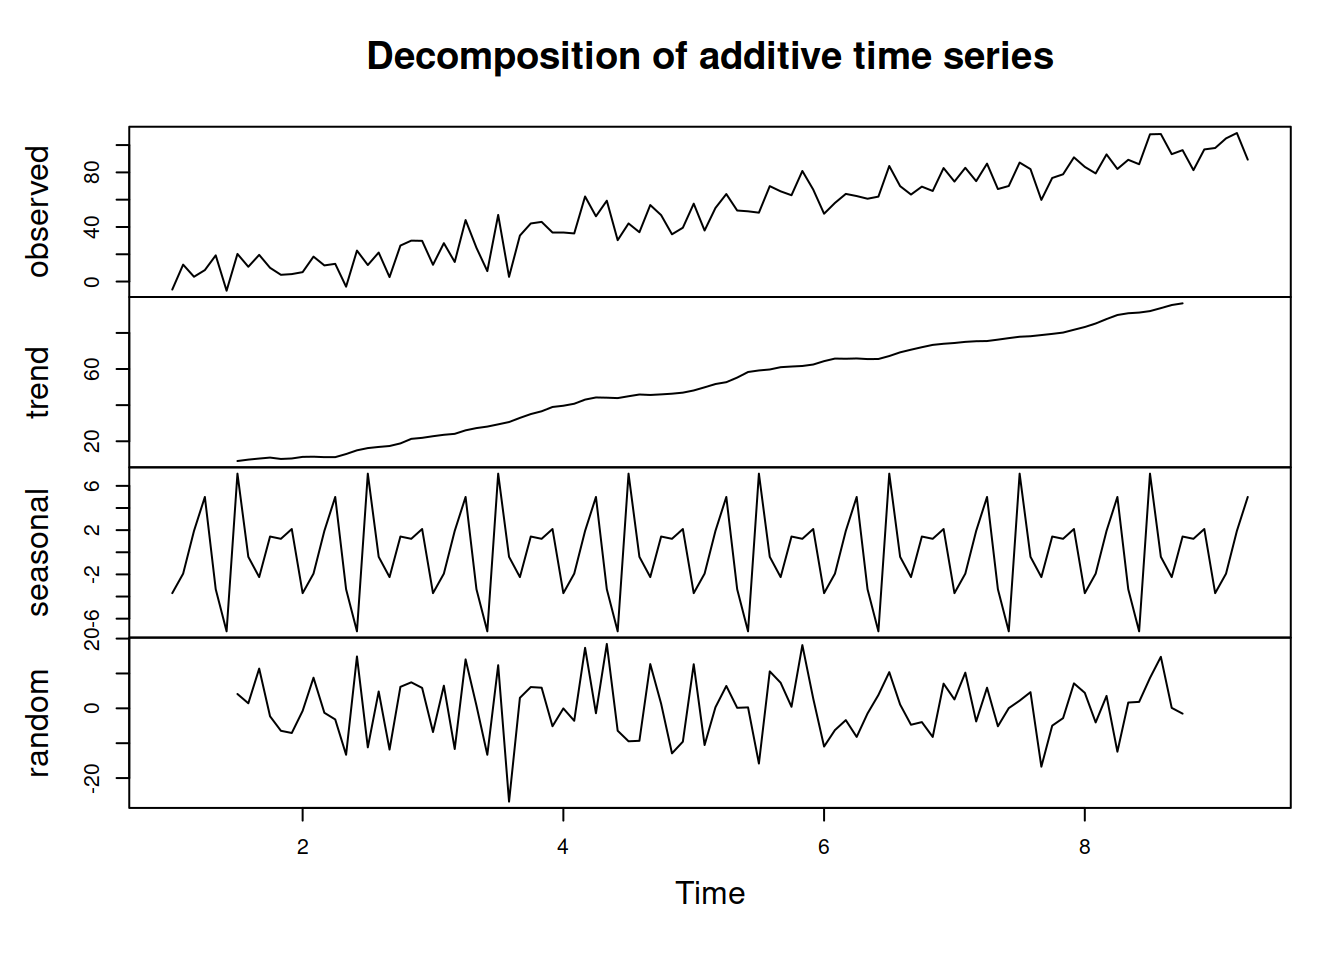 Decomposition of additive time series
observed
0 40 80
trend
20 60
seasonal
-6 -2 2 6
random
-20 0 20
2 4 6 8
Time